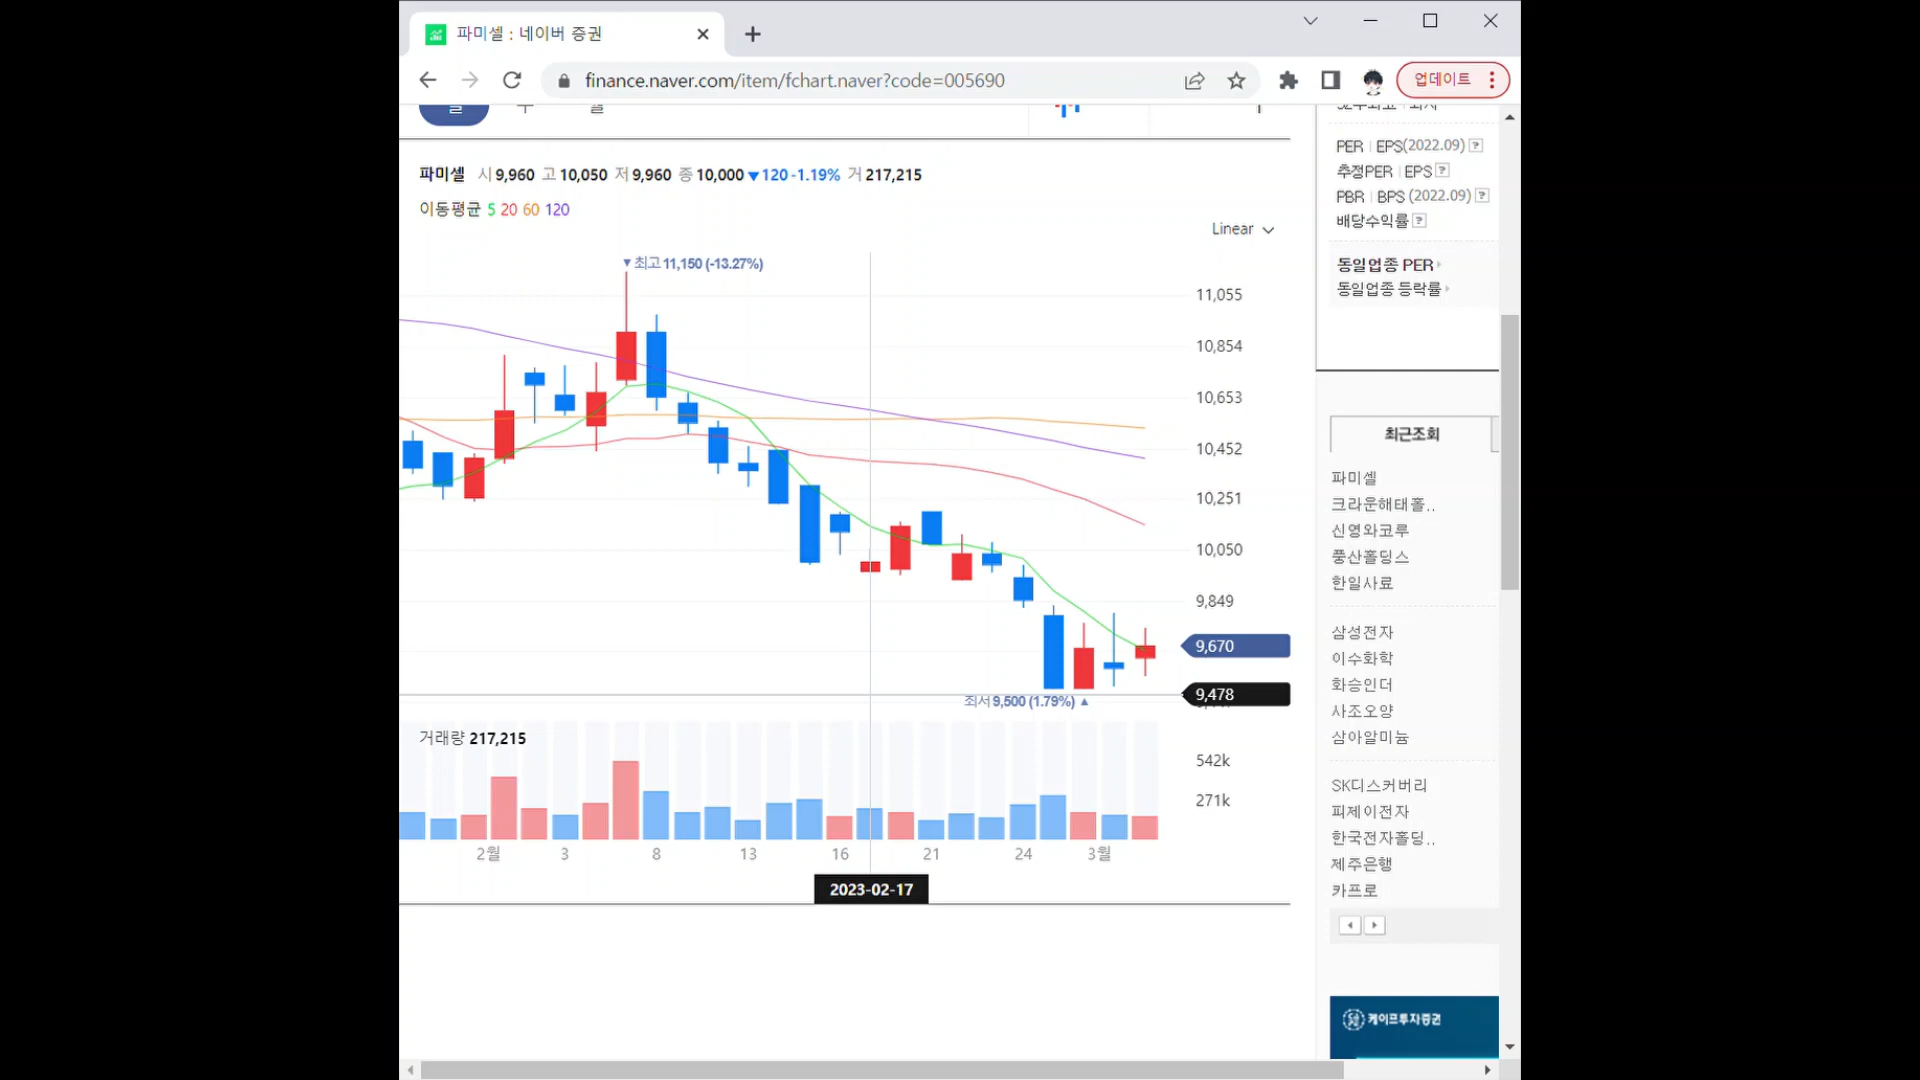 파미셀 : 네이버 증권
finance.naver.com/item/fchart.naver?code=005690
업데이트
일 주 월
파미셀 시 9,960 고 10,050 저 9,960 종 10,000 ▼120 -1.19% 거 217,215
이동평균 5 20 60 120
Linear
▼최고 11,150 (-13.27%)
11,055
10,854
10,653
10,452
10,251
10,050
9,849
9,670
9,478
최저 9,500 (1.79%) ▲
거래량 217,215
542k
271k
2월 3 8 13 16 21 24 3월
2023-02-17
PER | EPS(2022.09) ?
추정PER | EPS ?
PBR | BPS (2022.09) ?
배당수익률 ?
동일업종 PER
동일업종 등락률
최근조회
파미셀
크라운해태홀..
신영와코루
풍산홀딩스
한일사료
삼성전자
이수화학
화승인더
사조오양
삼아알미늄
SK디스커버리
피제이전자
한국전자홀딩..
제주은행
카프로
케이프투자증권